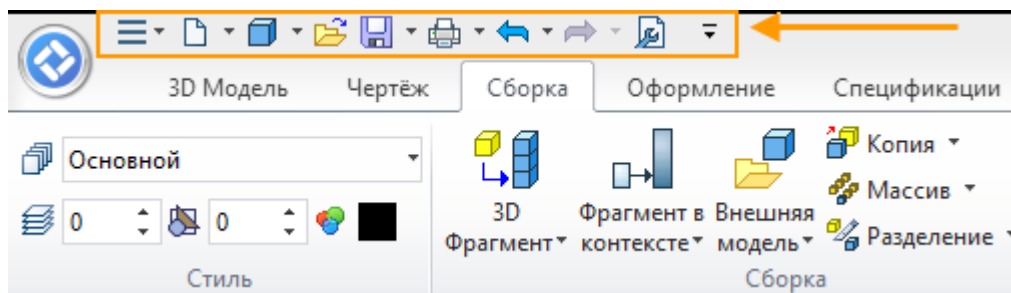 3D Модель Чертёж Сборка Оформление Спецификации
Основной
Копия
Массив
0 0
3D Фрагмент
Фрагмент в контексте
Внешняя модель
Разделение
Стиль Сборка